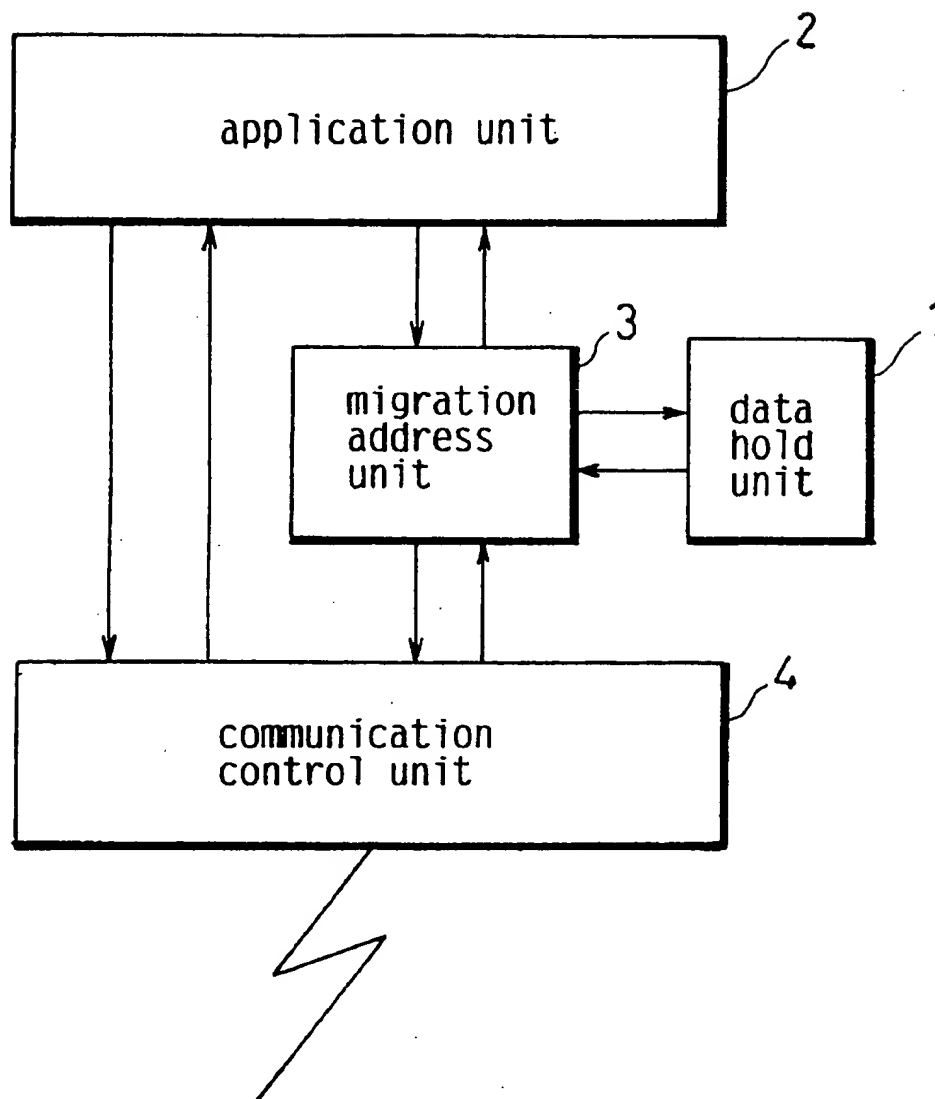 2
application unit
3
migration
address
unit
data
hold
unit
4
communication
control unit